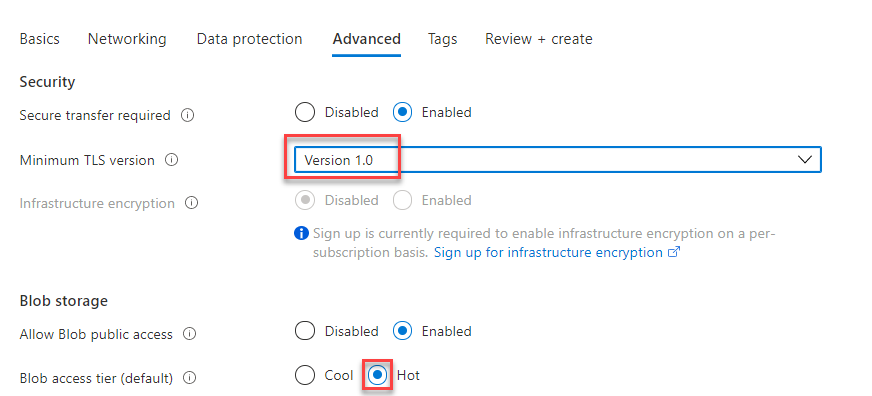 Basics Networking Data protection Advanced Tags Review + create
Security
Secure transfer required Disabled Enabled
Minimum TLS version Version 1.0
Infrastructure encryption Disabled Enabled
Sign up is currently required to enable infrastructure encryption on a per-
subscription basis. Sign up for infrastructure encryption
Blob storage
Allow Blob public access Disabled Enabled
Blob access tier (default) Cool Hot